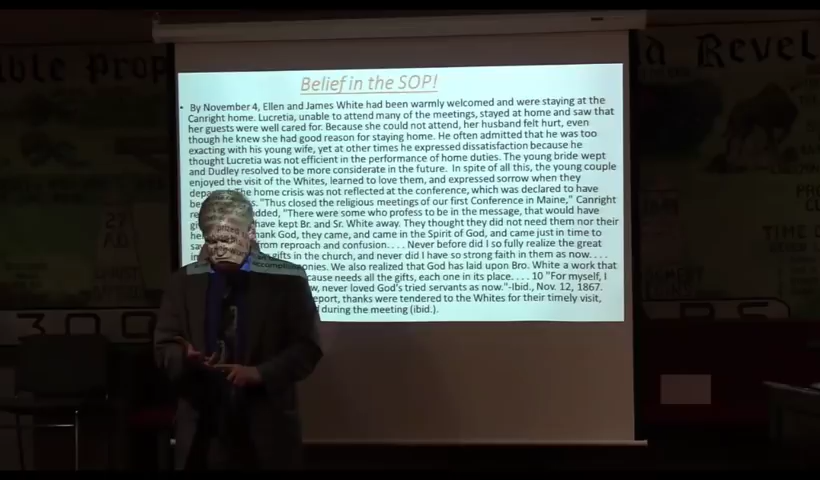 ible Prop
d Revel
Belief in the SOP!
• By November 4, Ellen and James White had been warmly welcomed and were staying at the
Canright home. Lucretia, unable to attend many of the meetings, stayed at home and saw that
her guests were well cared for. Because she could not attend, her husband felt hurt, even
though he knew she had good reason for staying home. He often admitted that he was too
exacting with his young wife, yet at other times he expressed dissatisfaction because he
thought Lucretia was not efficient in the performance of home duties. The young bride wept
and Dudley resolved to be more considerate in the future. In spite of all this, the young couple
enjoyed the visit of the Whites, learned to love them, and expressed sorrow when they
The home crisis was not reflected at the conference, which was declared to have
"Thus closed the religious meetings of our first Conference in Maine," Canright
added, "There were some who profess to be in the message, that would have
have kept Br. and Sr. White away. They thought they did not need them nor their
hank God, they came, and came in the Spirit of God, and came just in time to
from reproach and confusion. . . . Never before did I so fully realize the great
gifts in the church, and never did I have so strong faith in them as now. . . .
onies. We also realized that God has laid upon Bro. White a work that
cause needs all the gifts, each one in its place. . . . 10 "For myself, I
w, never loved God's tried servants as now."-Ibid., Nov. 12, 1867.
eport, thanks were tendered to the Whites for their timely visit,
during the meeting (ibid.).
27
A.D.
TIME